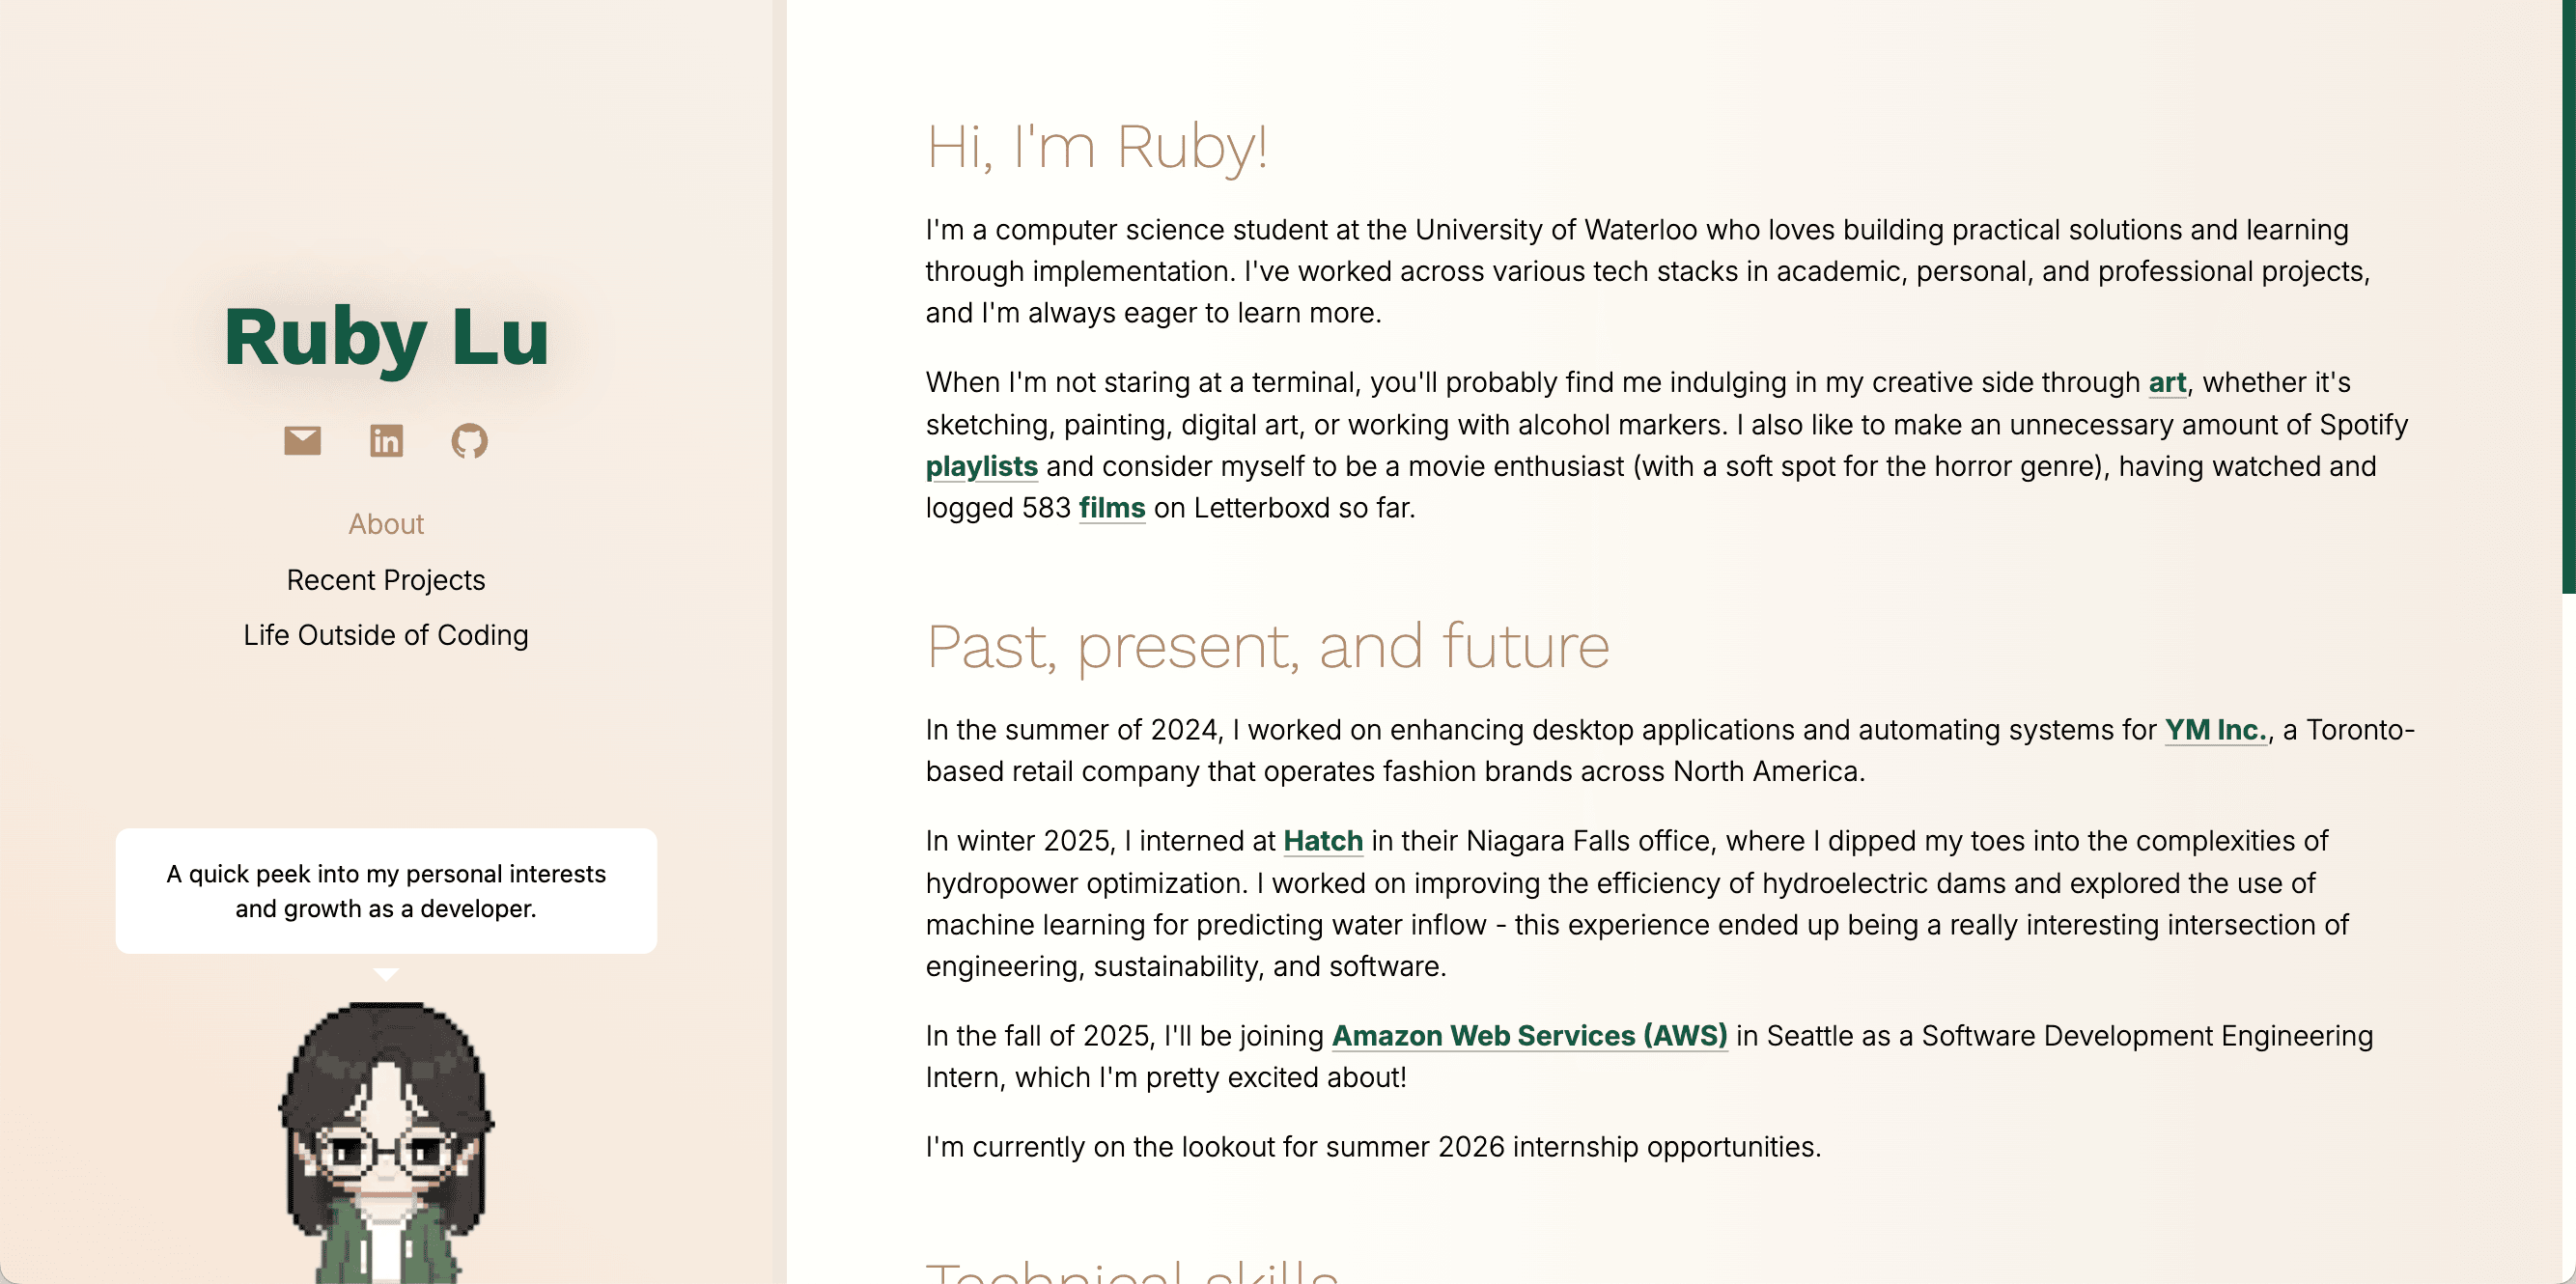 Ruby Lu
About
Recent Projects
Life Outside of Coding
A quick peek into my personal interests
and growth as a developer.
Hi, I'm Ruby!
I'm a computer science student at the University of Waterloo who loves building practical solutions and learning
through implementation. I've worked across various tech stacks in academic, personal, and professional projects,
and I'm always eager to learn more.
When I'm not staring at a terminal, you'll probably find me indulging in my creative side through art, whether it's
sketching, painting, digital art, or working with alcohol markers. I also like to make an unnecessary amount of Spotify
playlists and consider myself to be a movie enthusiast (with a soft spot for the horror genre), having watched and
logged 583 films on Letterboxd so far.
Past, present, and future
In the summer of 2024, I worked on enhancing desktop applications and automating systems for YM Inc., a Toronto-
based retail company that operates fashion brands across North America.
In winter 2025, I interned at Hatch in their Niagara Falls office, where I dipped my toes into the complexities of
hydropower optimization. I worked on improving the efficiency of hydroelectric dams and explored the use of
machine learning for predicting water inflow - this experience ended up being a really interesting intersection of
engineering, sustainability, and software.
In the fall of 2025, I'll be joining Amazon Web Services (AWS) in Seattle as a Software Development Engineering
Intern, which I'm pretty excited about!
I'm currently on the lookout for summer 2026 internship opportunities.
Technical skills